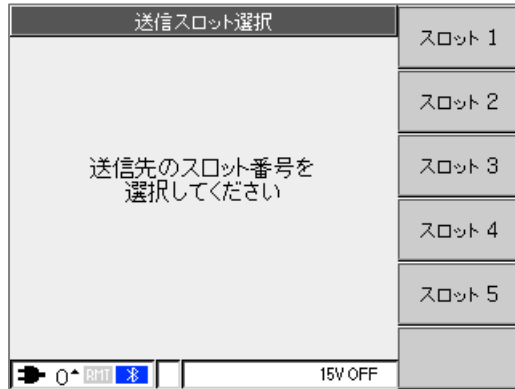 送信スロット選択
送信先のスロット番号を
選択してください
スロット 1
スロット 2
スロット 3
スロット 4
スロット 5
0 RMT
15V OFF